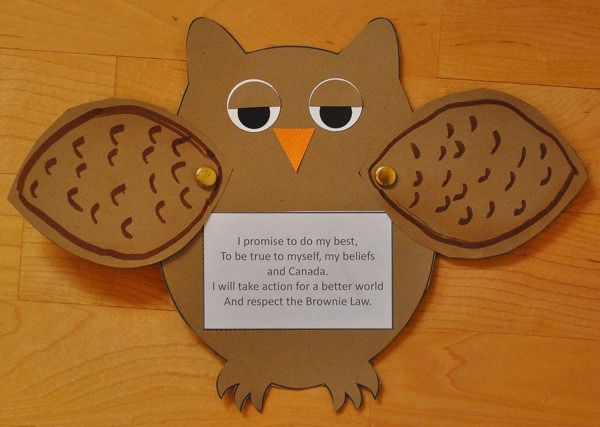 I promise to do my best,
To be true to myself, my beliefs
and Canada.
I will take action for a better world
And respect the Brownie Law.